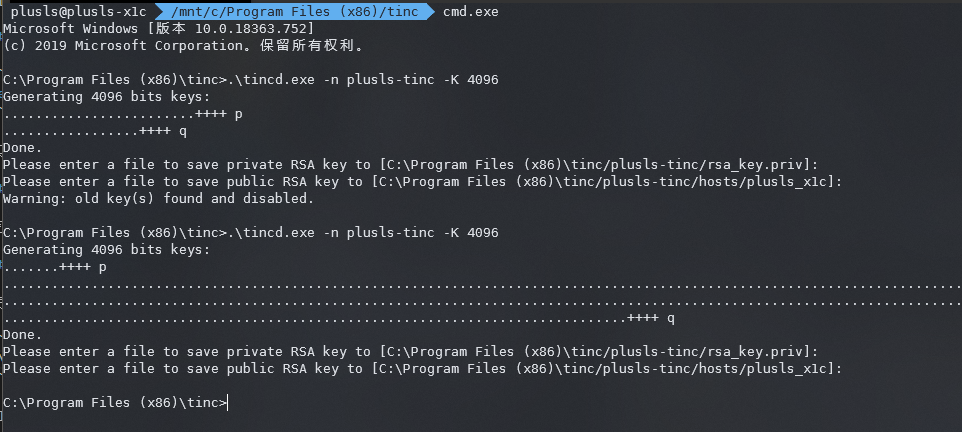 plusls@plusls-x1c /mnt/c/Program Files (x86)/tinc cmd.exe
Microsoft Windows [版本 10.0.18363.752]
(c) 2019 Microsoft Corporation。保留所有权利。
C:\Program Files (x86)\tinc>.\tincd.exe -n plusls-tinc -K 4096
Generating 4096 bits keys:
........................++++ p
.................++++ q
Done.
Please enter a file to save private RSA key to [C:\Program Files (x86)\tinc/plusls-tinc/rsa_key.priv]:
Please enter a file to save public RSA key to [C:\Program Files (x86)\tinc/plusls-tinc/hosts/plusls_x1c]:
Warning: old key(s) found and disabled.
C:\Program Files (x86)\tinc>.\tincd.exe -n plusls-tinc -K 4096
Generating 4096 bits keys:
.......++++ p
........................................................................................................................
........................................................................................................................
..............................................................................++++ q
Done.
Please enter a file to save private RSA key to [C:\Program Files (x86)\tinc/plusls-tinc/rsa_key.priv]:
Please enter a file to save public RSA key to [C:\Program Files (x86)\tinc/plusls-tinc/hosts/plusls_x1c]:
C:\Program Files (x86)\tinc>